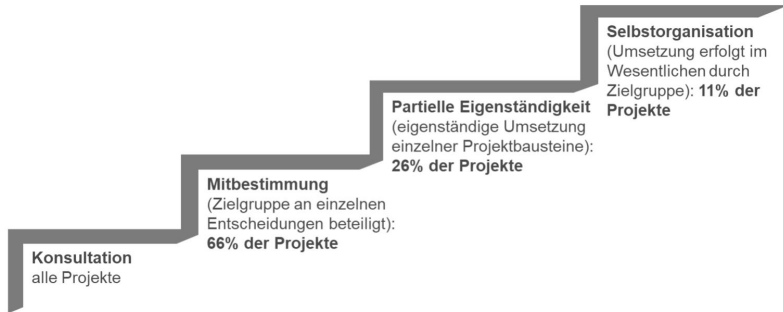 Selbstorganisation
(Umsetzung erfolgt im
Wesentlichen durch
Zielgruppe): 11% der
Projekte
Partielle Eigenständigkeit
(eigenständige Umsetzung
einzelner Projektbausteine):
26% der Projekte
Mitbestimmung
(Zielgruppe an einzelnen
Entscheidungen beteiligt):
66% der Projekte
Konsultation
alle Projekte